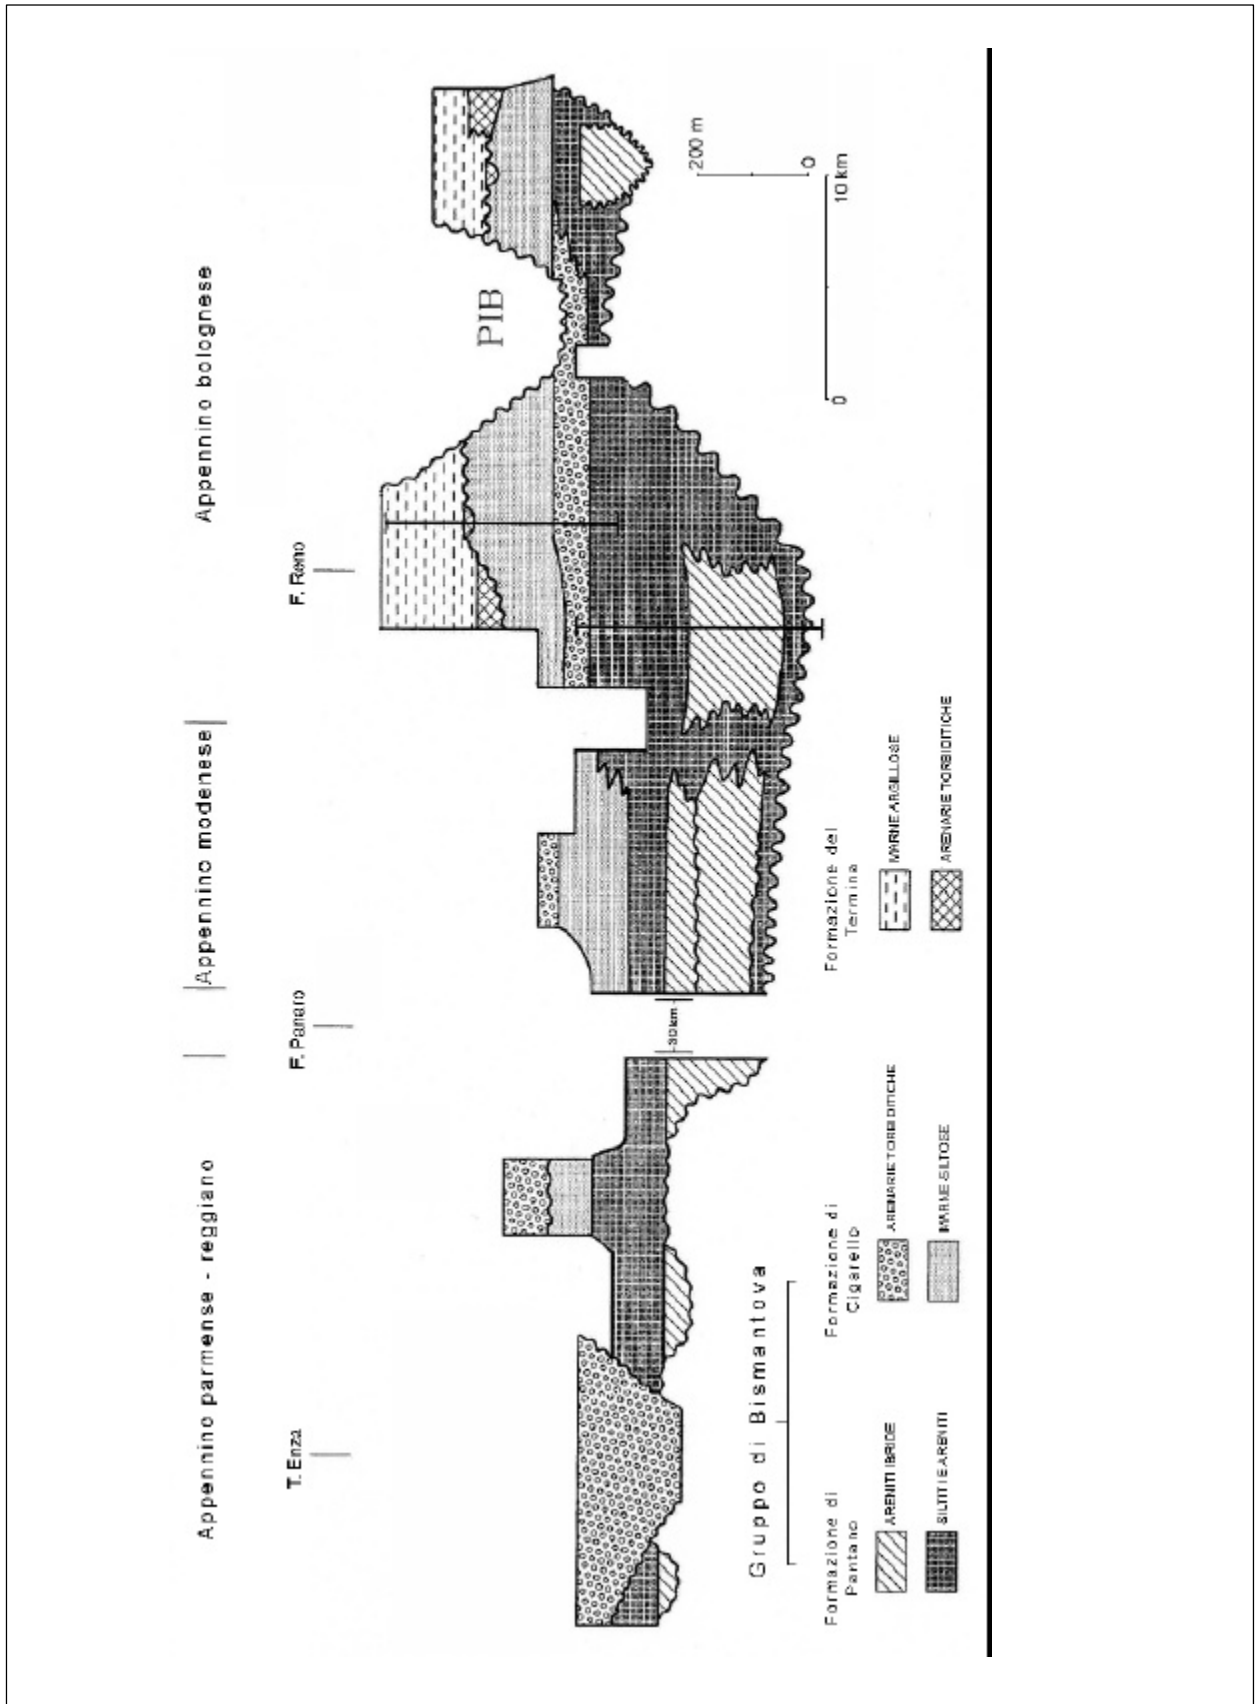 Appennino parmense - reggiano
Appennino modenese
Appennino bolognese
T. Enza
F. Panaro
F. Reno
PIB
30km
200 m
0
0
10 km
Gruppo di Bismantova
Formazione di
Pantano
ARENITI IBRIDE
SILTITI E ARENITI
Formazione di
Cigarello
ARENARIE TORBIDITICHE
MARNE SILTOSE
Formazione del
Termina
MARNE ARGILLOSE
ARENARIE TORBIDITICHE